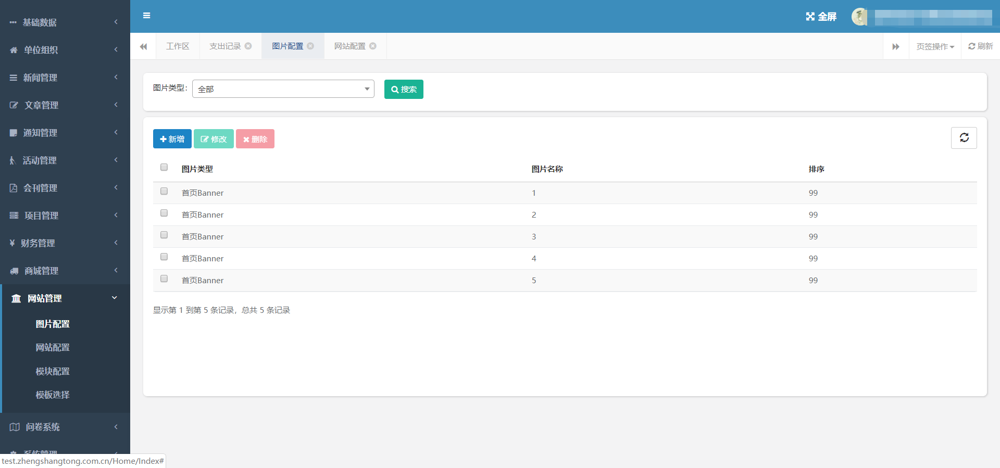 基础数据
单位组织
新闻管理
文章管理
通知管理
活动管理
会刊管理
项目管理
¥ 财务管理
商城管理
网站管理
图片配置
网站配置
模块配置
模板选择
问卷系统
系统管理
test.zhengshangtong.com.cn/Home/Index#
全屏
工作区 支出记录 图片配置 网站配置 页签操作 刷新
图片类型： 全部 搜索
新增 修改 删除
图片类型 图片名称 排序
首页Banner 1 99
首页Banner 2 99
首页Banner 3 99
首页Banner 4 99
首页Banner 5 99
显示第 1 到第 5 条记录，总共 5 条记录